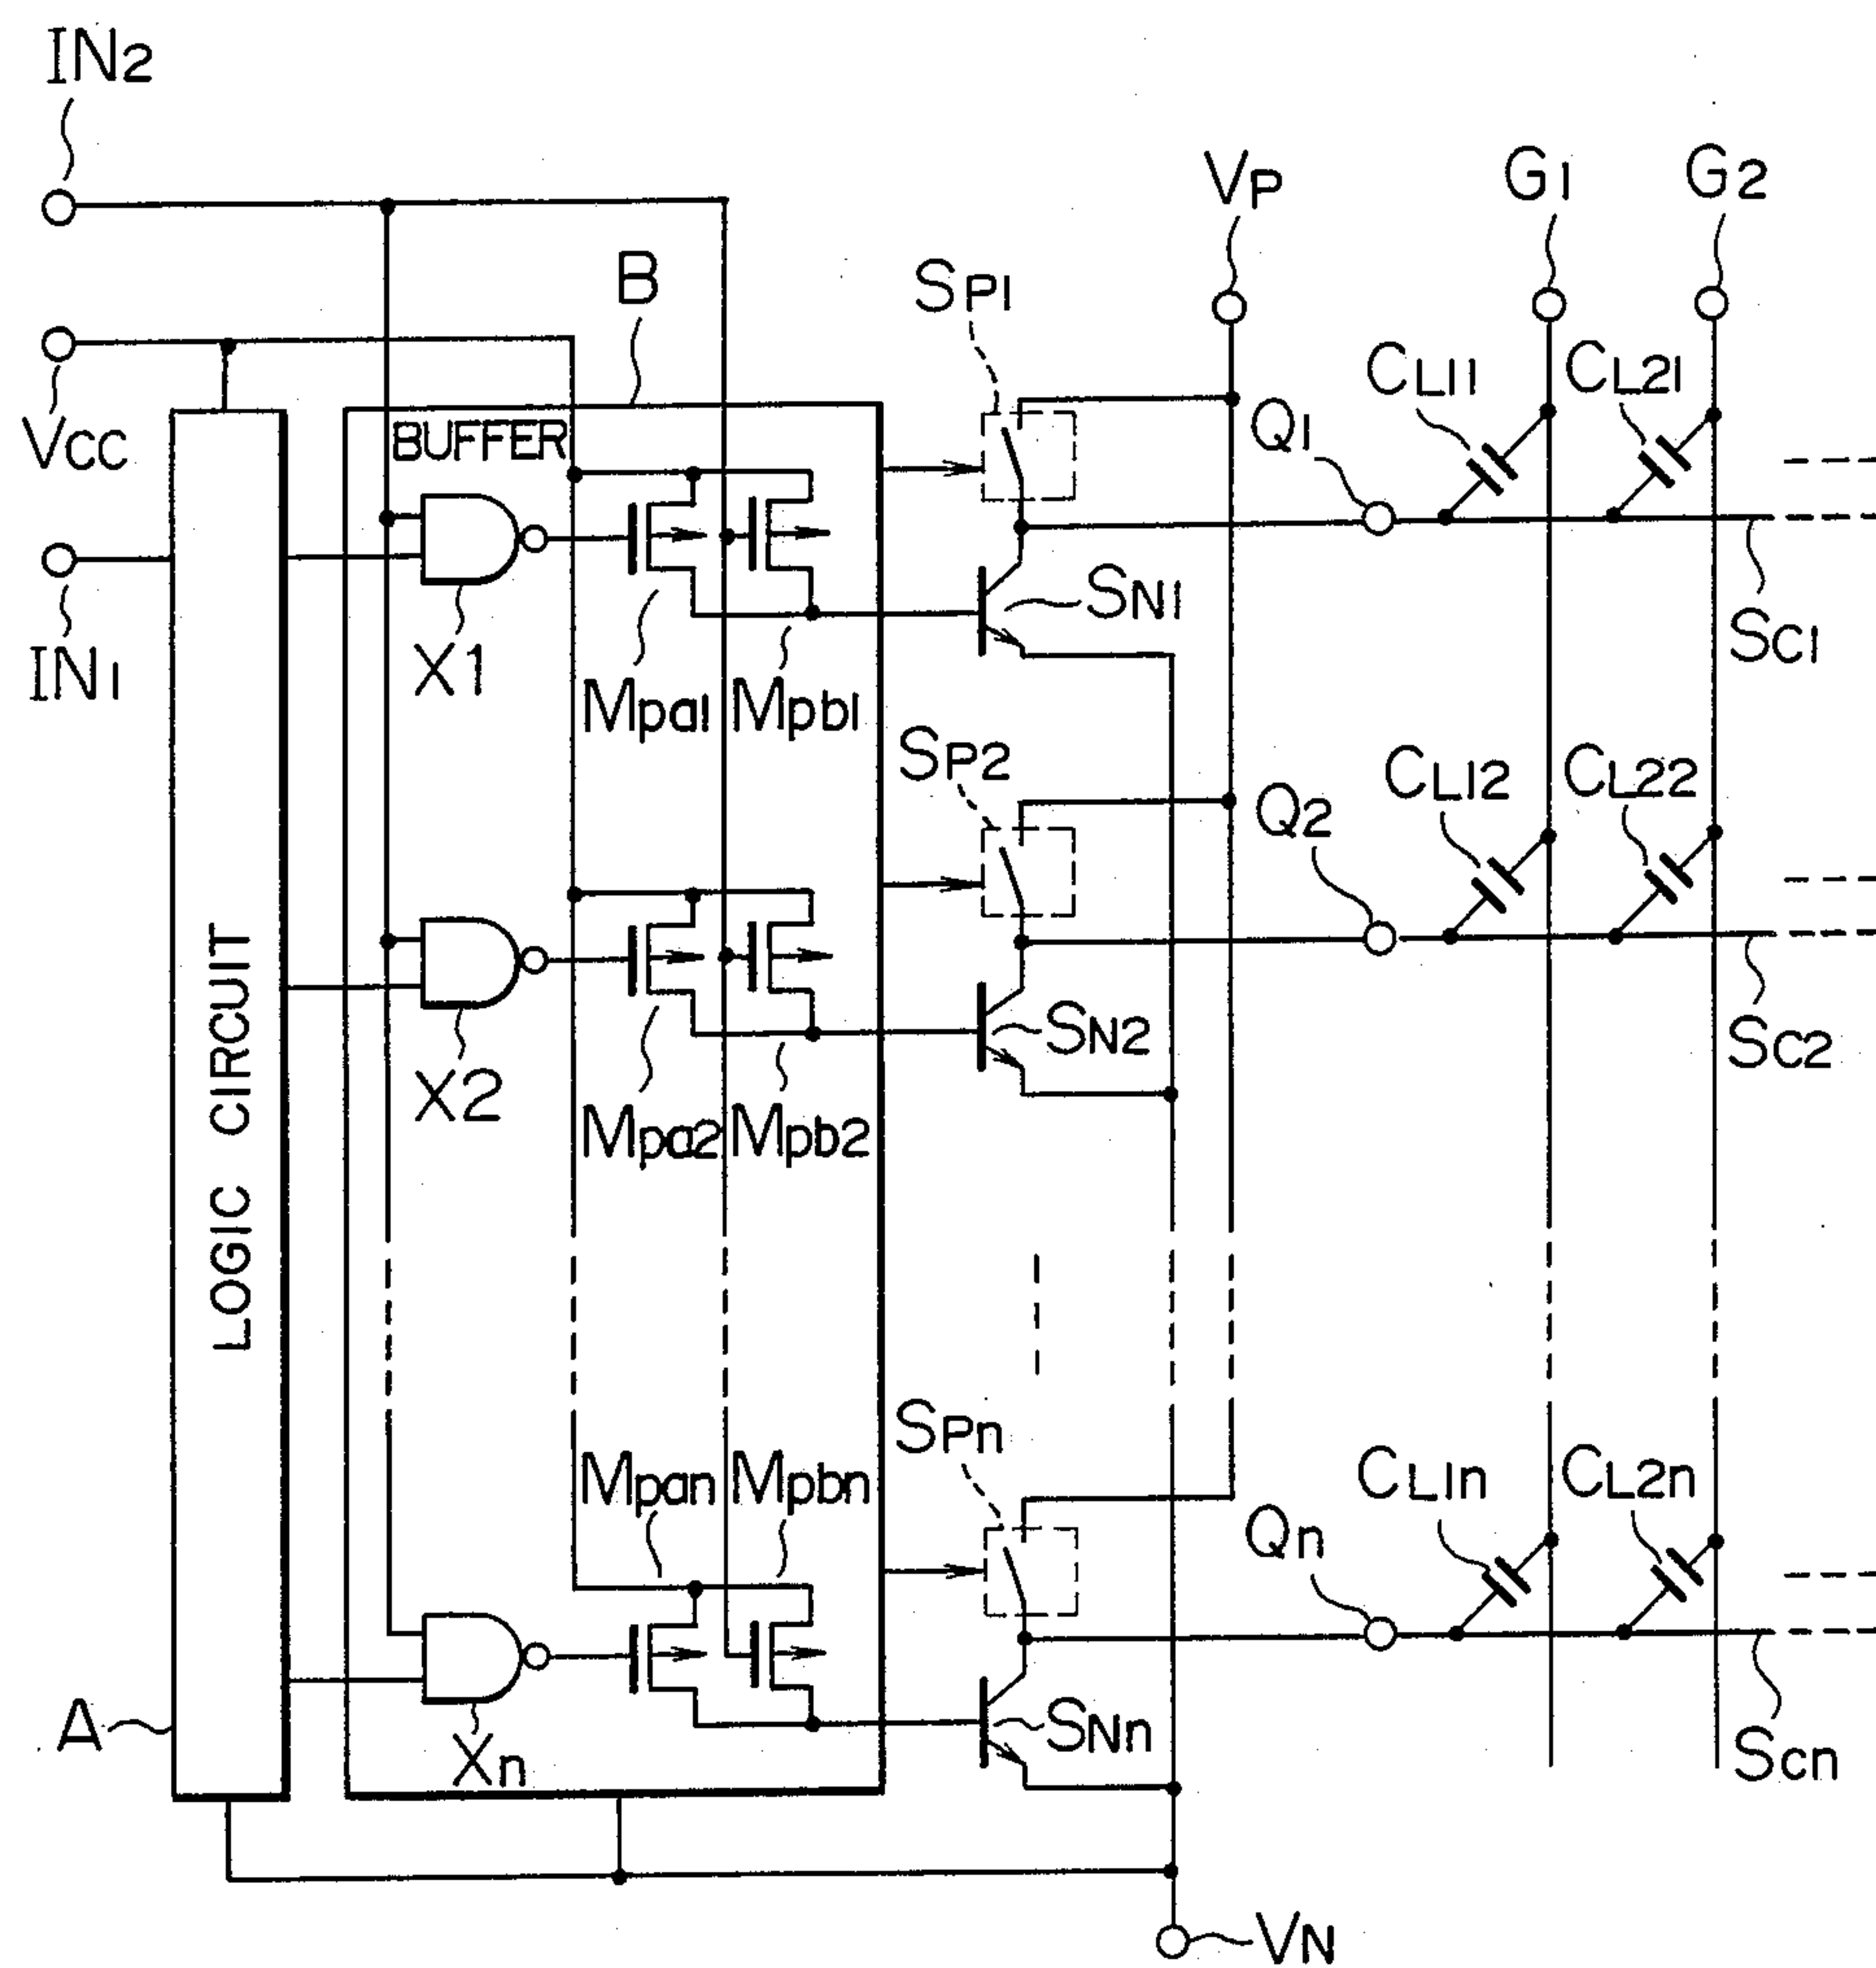 IN2
VP
G1
G2
B
SP1
VCC
BUFFER
Q1
CL11
CL21
IN1
X1
Mpa1
Mpb1
SN1
SC1
SP2
Q2
CL12
CL22
LOGIC CIRCUIT
X2
Mpa2
Mpb2
SN2
SC2
SPn
Mpan
Mpbn
Qn
CL1n
CL2n
A
Xn
SNn
Scn
VN